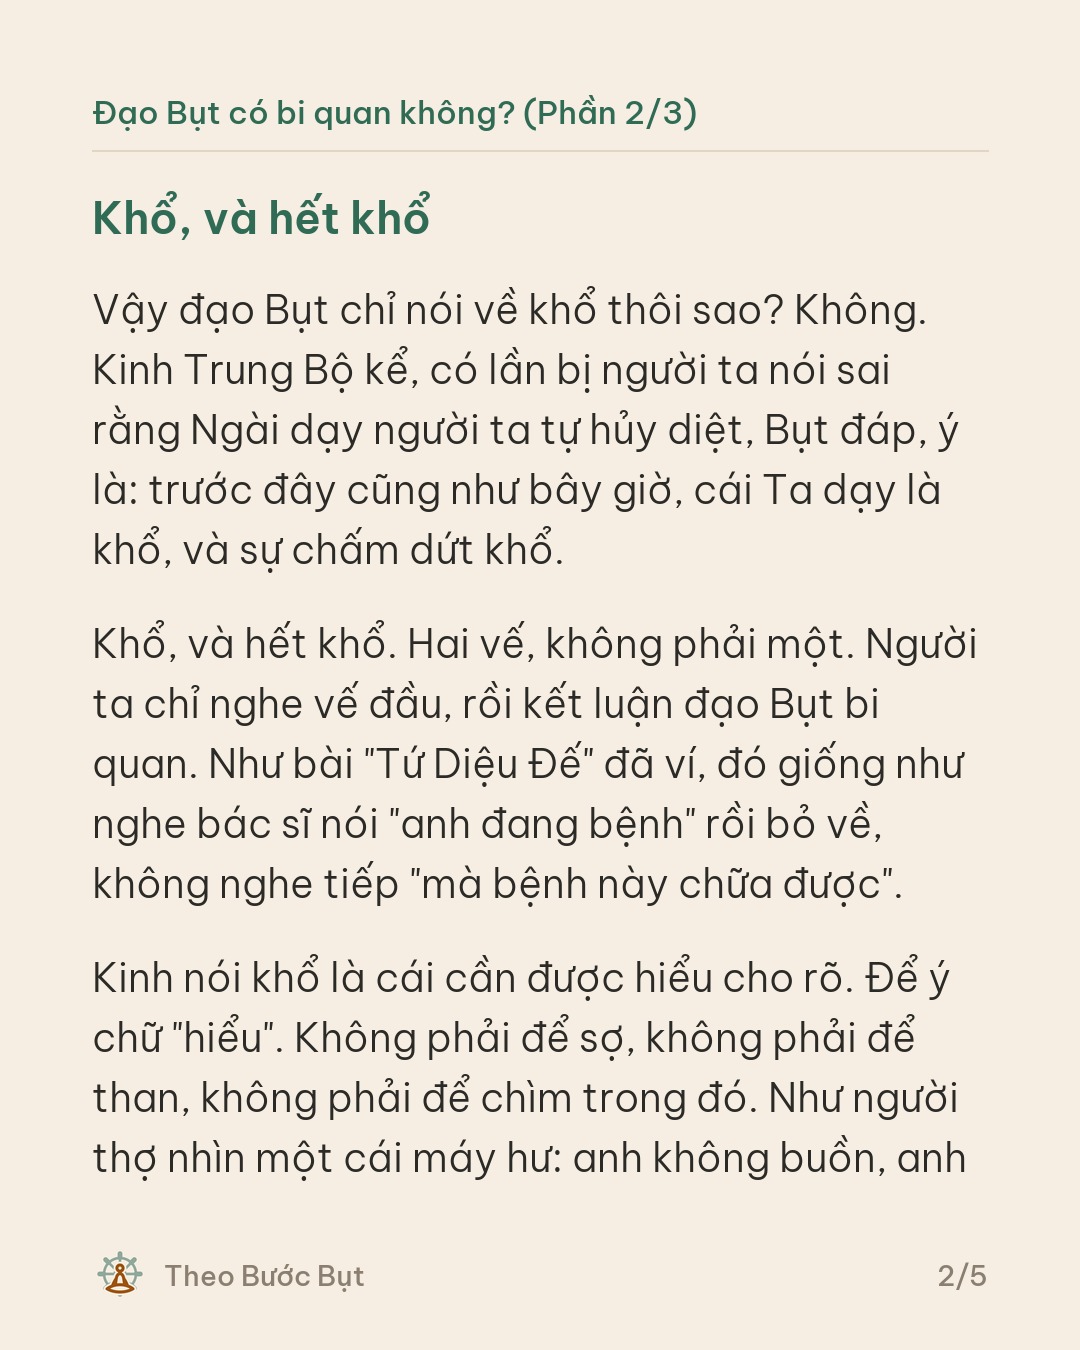 Đạo Bụt có bi quan không? (Phần 2/3)
Khổ, và hết khổ
Vậy đạo Bụt chỉ nói về khổ thôi sao? Không.
Kinh Trung Bộ kể, có lần bị người ta nói sai
rằng Ngài dạy người ta tự hủy diệt, Bụt đáp, ý
là: trước đây cũng như bây giờ, cái Ta dạy là
khổ, và sự chấm dứt khổ.
Khổ, và hết khổ. Hai vế, không phải một. Người
ta chỉ nghe vế đầu, rồi kết luận đạo Bụt bi
quan. Như bài "Tứ Diệu Đế" đã ví, đó giống như
nghe bác sĩ nói "anh đang bệnh" rồi bỏ về,
không nghe tiếp "mà bệnh này chữa được".
Kinh nói khổ là cái cần được hiểu cho rõ. Để ý
chữ "hiểu". Không phải để sợ, không phải để
than, không phải để chìm trong đó. Như người
thợ nhìn một cái máy hư: anh không buồn, anh
Theo Bước Bụt
2/5